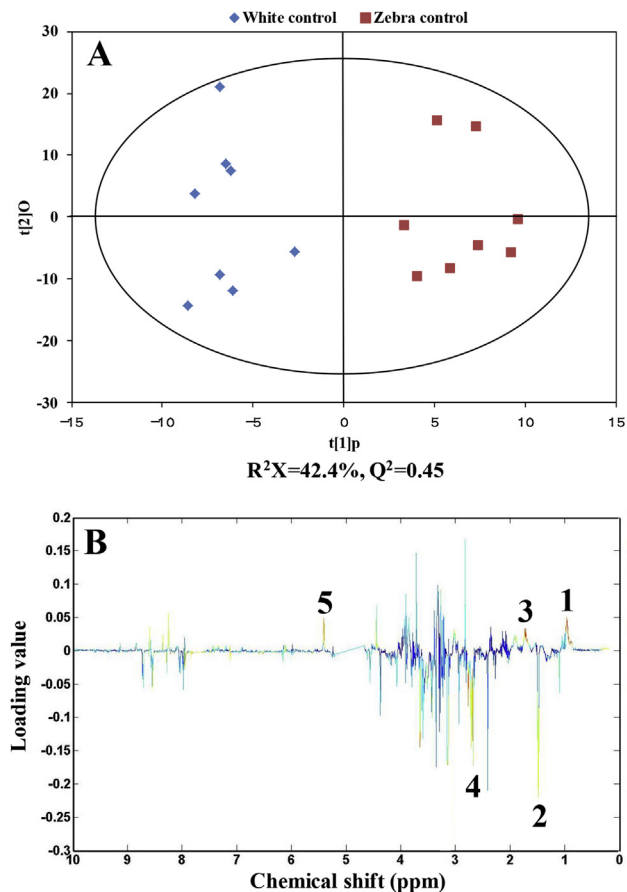 White control Zebra control
A
30
20
10
0
-10
-20
-30
t[2]O
-15 -10 -5 0 5 10 15
t[1]p
R²X=42.4%, Q²=0.45
B
0.2
0.15
0.1
0.05
0
-0.05
-0.1
-0.15
-0.2
-0.25
-0.3
Loading value
5 3 1
4
2
10 9 8 7 6 5 4 3 2 1 0
Chemical shift (ppm)